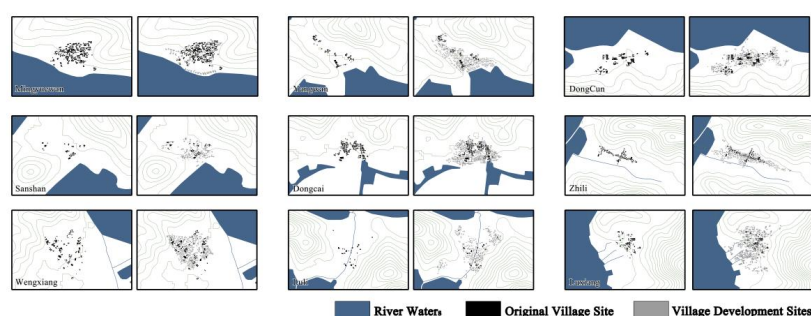 Mingyuewan
Yangwan
DongCun
Sanshan
Dongcai
Zhili
Wengxiang
Luxiang
River Waters
Original Village Site
Village Development Sites